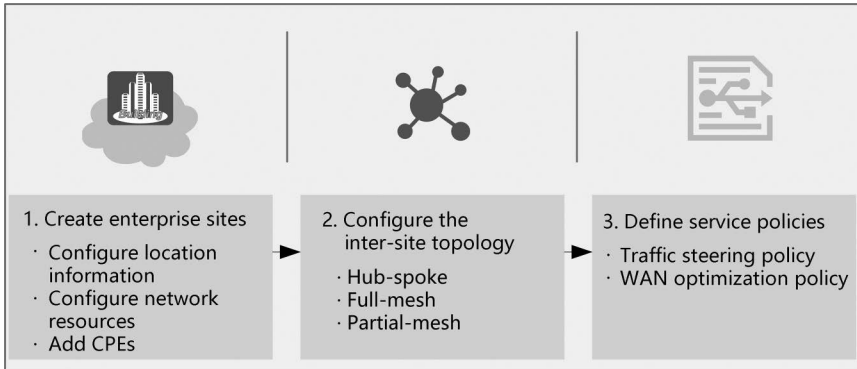 Building
1. Create enterprise sites
· Configure location
information
· Configure network
resources
· Add CPEs
2. Configure the
inter-site topology
· Hub-spoke
· Full-mesh
· Partial-mesh
3. Define service policies
· Traffic steering policy
· WAN optimization policy